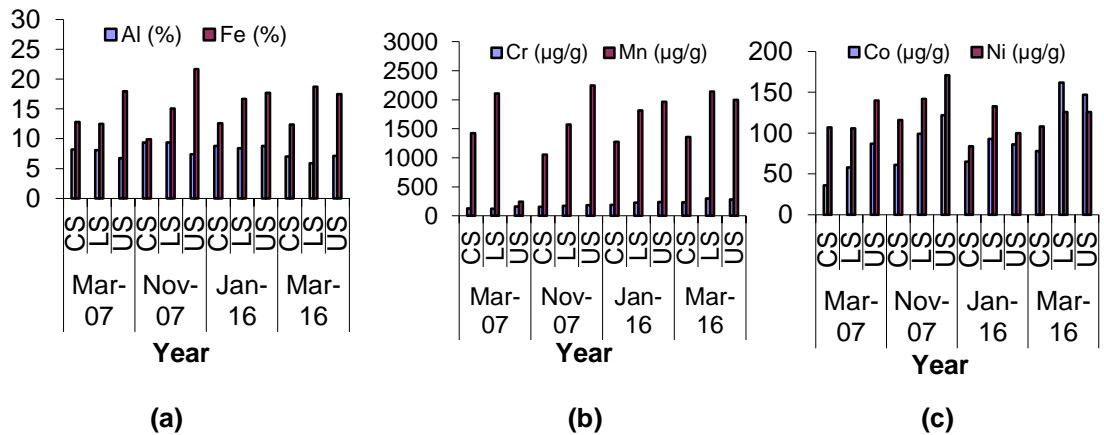 30
25
20
15
10
5
0
Al (%) Fe (%)
CS LS US CS LS US CS LS US CS LS US
Mar-07 Nov-07 Jan-16 Mar-16
Year
(a)
3000
2500
2000
1500
1000
500
0
Cr (µg/g) Mn (µg/g)
CS LS US CS LS US CS LS US CS LS US
Mar-07 Nov-07 Jan-16 Mar-16
Year
(b)
200
150
100
50
0
Co (µg/g) Ni (µg/g)
CS LS US CS LS US CS LS US CS LS US
Mar-07 Nov-07 Jan-16 Mar-16
Year
(c)